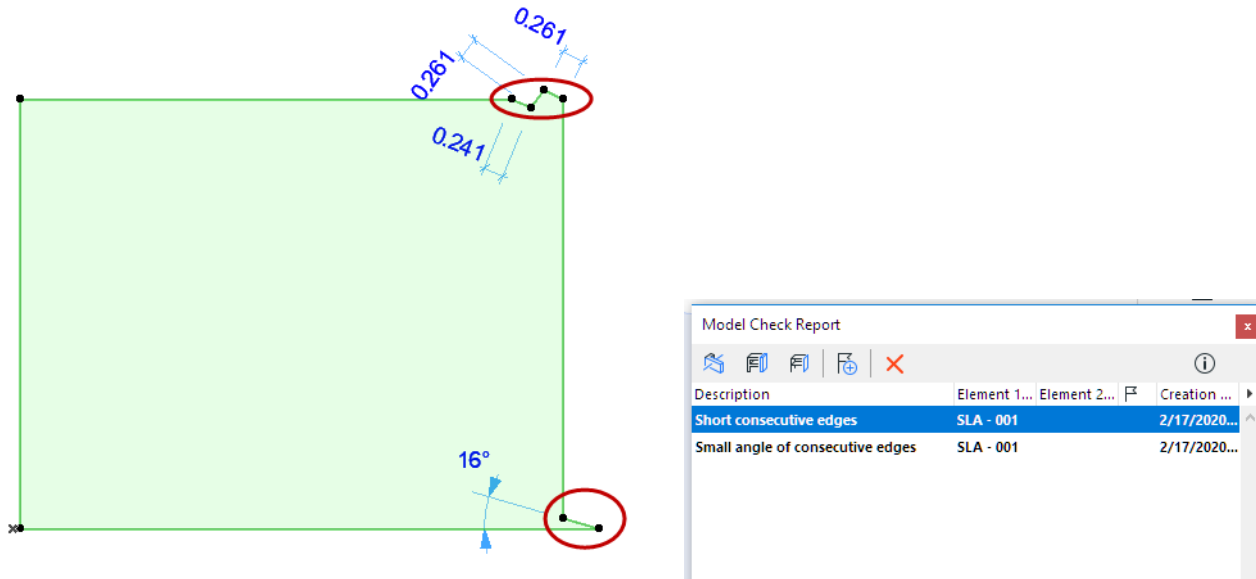 0.261
0.261
0.241
16°
Model Check Report
x
Description Element 1... Element 2... Creation ...
Short consecutive edges SLA - 001 2/17/2020...
Small angle of consecutive edges SLA - 001 2/17/2020...